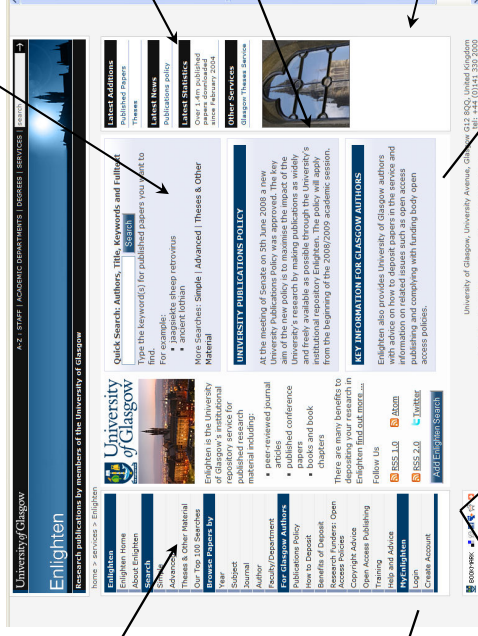 University of Glasgow
A-Z | STAFF | ACADEMIC DEPARTMENTS | DEGREES | SERVICES | search
Enlighten
Research publications by members of the University of Glasgow
home > services > Enlighten
Enlighten
Enlighten Home
About Enlighten
Search
Simple
Advanced
Theses & Other Material
Our Top 100 Searches
Browse Papers by
Year
Subject
Journal
Author
Faculty/Department
For Glasgow Authors
Publications Policy
How to Deposit
Benefits of Deposit
Research Funders: Open
Access Policies
Copyright Advice
Open Access Publishing
Training
Help and Advice
MyEnlighten
Login
Create Account
University
of Glasgow
Enlighten is the University
of Glasgow's institutional
repository service for
published research
material including:
▪ peer-reviewed journal
articles
▪ published conference
papers
▪ books and book
chapters
There are many benefits to
depositing your research in
Enlighten find out more ...
Follow Us
RSS 1.0 Atom
RSS 2.0 Twitter
Add Enlighten Search
Quick Search: Authors, Title, Keywords and Fulltext
Search
Type the keyword(s) for published papers you want to
find.
For example:
▪ jaagsiekte sheep retrovirus
▪ ancient lothian
More Searches: Simple | Advanced | Theses & Other
Material
UNIVERSITY PUBLICATIONS POLICY
At the meeting of Senate on 5th June 2008 a new
University Publications Policy was approved. The key
aim of the new policy is to maximise the impact of the
University's research by making publications as widely
and freely available as possible through the University's
institutional repository Enlighten. The policy will apply
from the beginning of the 2008/2009 academic session.
KEY INFORMATION FOR GLASGOW AUTHORS
Enlighten also provides University of Glasgow authors
with advice on how to deposit papers in the service and
information on related issues such as open access
publishing and complying with funding body open
access policies.
Latest Additions
Published Papers
Theses
Latest News
Publications policy
Latest Statistics
Over 1.4m published
papers downloaded
since February 2004
Other Services
Glasgow Theses Service
BOOKMARK
University of Glasgow, University Avenue, Glasgow G12 8QQ, United Kingdom
tel: +44 (0)141 330 2000